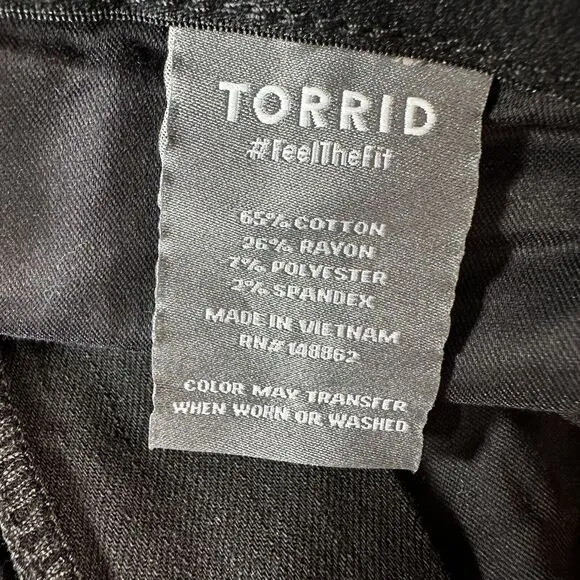 TORRID
#FeelTheFit
65% COTTON
26% RAYON
7% POLYESTER
2% SPANDEX
MADE IN VIETNAM
RN#148862
COLOR MAY TRANSFER
WHEN WORN OR WASHED